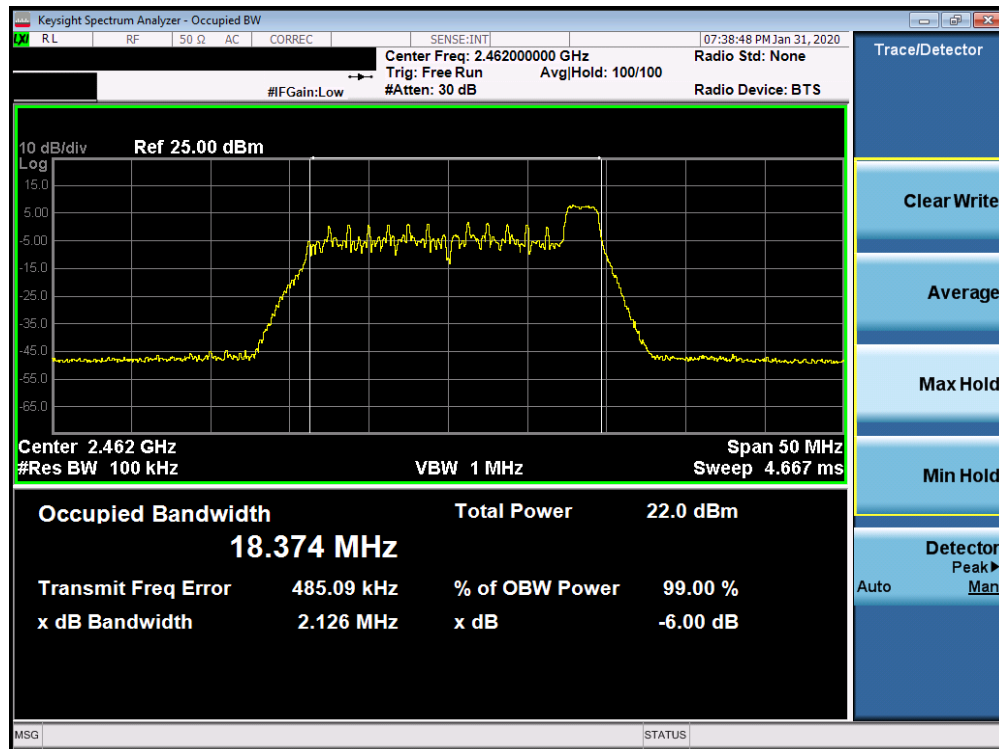 Keysight Spectrum Analyzer - Occupied BW
LXI RL RF 50 Ω AC CORREC SENSE:INT 07:38:48 PM Jan 31, 2020
Center Freq: 2.462000000 GHz Radio Std: None
Trig: Free Run Avg|Hold: 100/100
#IFGain:Low #Atten: 30 dB Radio Device: BTS
10 dB/div Ref 25.00 dBm
Log
15.0
5.00
-5.00
-15.0
-25.0
-35.0
-45.0
-55.0
-65.0
Center 2.462 GHz Span 50 MHz
#Res BW 100 kHz VBW 1 MHz Sweep 4.667 ms
Occupied Bandwidth Total Power 22.0 dBm
18.374 MHz
Transmit Freq Error 485.09 kHz % of OBW Power 99.00 %
x dB Bandwidth 2.126 MHz x dB -6.00 dB
MSG STATUS
Trace/Detector
Clear Write
Average
Max Hold
Min Hold
Detector
Peak▶
Auto Man